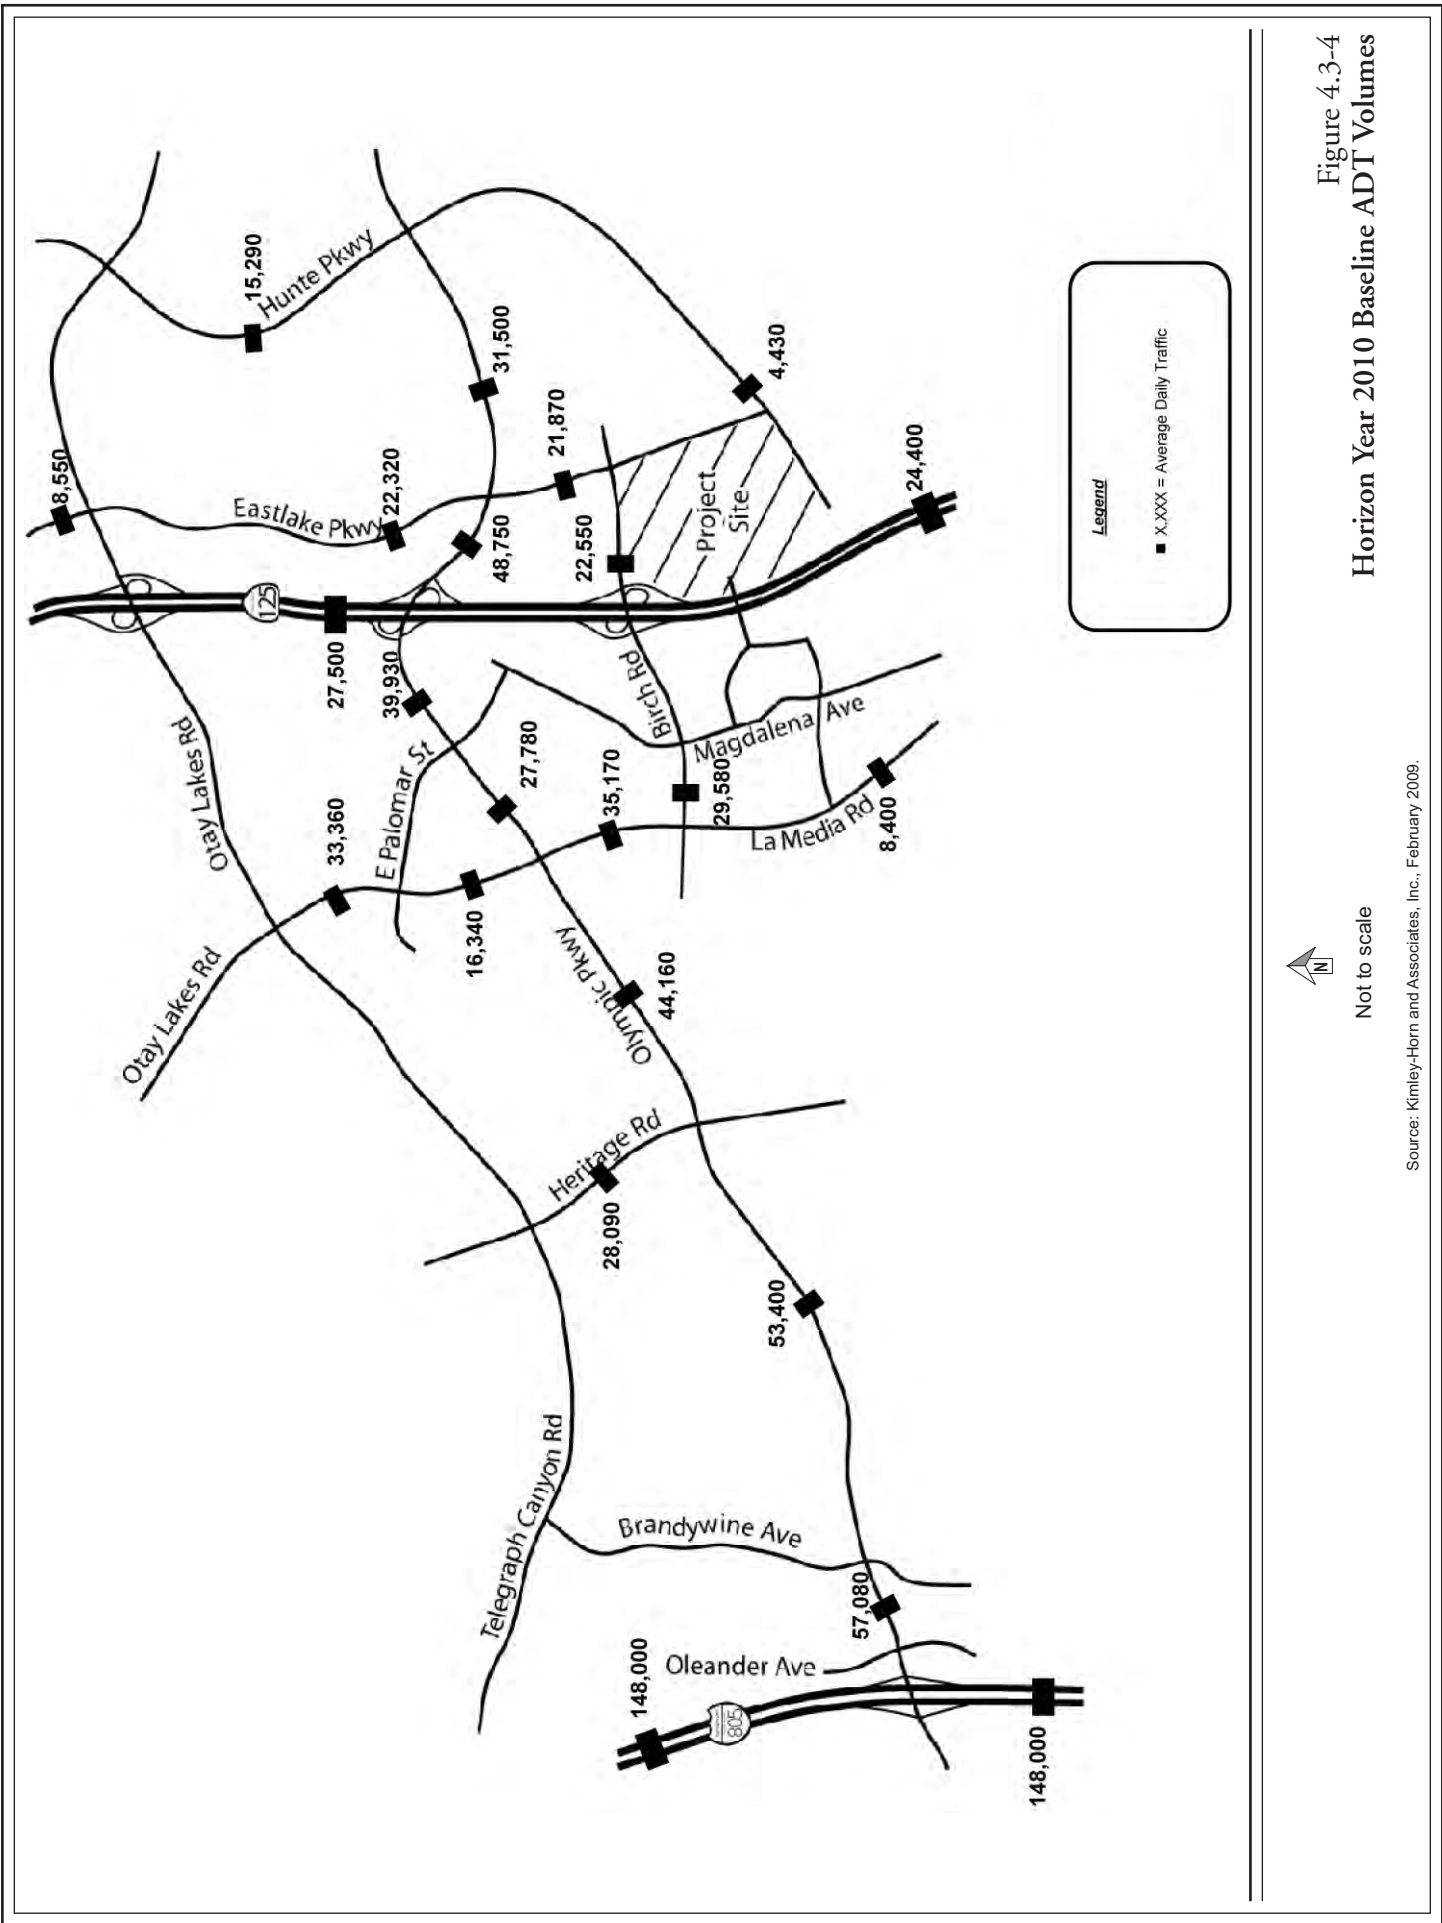 Figure 4.3-4
Horizon Year 2010 Baseline ADT Volumes
148,000
805
148,000
Oleander Ave
57,080
Telegraph Canyon Rd
Brandywine Ave
53,400
28,090
Heritage Rd
Otay Lakes Rd
Olympic Pkwy
44,160
16,340
33,360
E Palomar St
Otay Lakes Rd
27,780
35,170
29,580
La Media Rd
8,400
Magdalena Ave
Birch Rd
39,930
27,500
125
48,750
22,550
Project
Site
24,400
8,550
Eastlake Pkwy
22,320
21,870
31,500
4,430
15,290
Hunte Pkwy
Legend
X,XXX = Average Daily Traffic
N
Not to scale
Source: Kimley-Horn and Associates, Inc., February 2009.